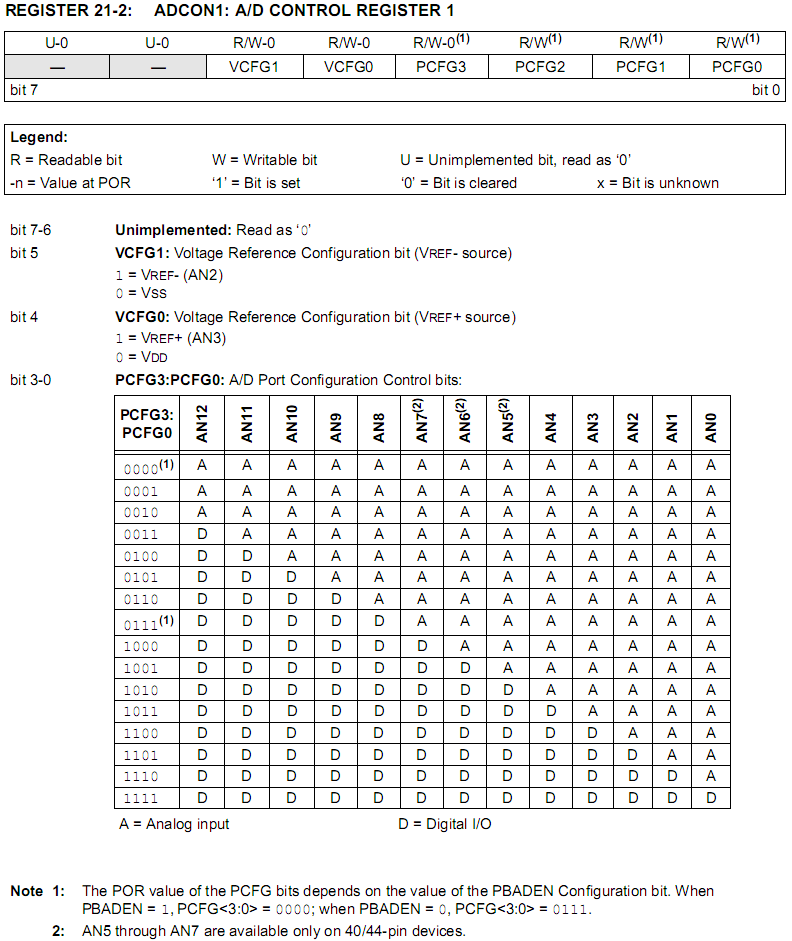 REGISTER 21-2: ADCON1: A/D CONTROL REGISTER 1
U-0 U-0 R/W-0 R/W-0 R/W-0(1) R/W(1) R/W(1) R/W(1)
— — VCFG1 VCFG0 PCFG3 PCFG2 PCFG1 PCFG0
bit 7 bit 0
Legend:
R = Readable bit W = Writable bit U = Unimplemented bit, read as ‘0’
-n = Value at POR ‘1’ = Bit is set ‘0’ = Bit is cleared x = Bit is unknown
bit 7-6 Unimplemented: Read as ‘0’
bit 5 VCFG1: Voltage Reference Configuration bit (VREF- source)
1 = VREF- (AN2)
0 = VSS
bit 4 VCFG0: Voltage Reference Configuration bit (VREF+ source)
1 = VREF+ (AN3)
0 = VDD
bit 3-0 PCFG3:PCFG0: A/D Port Configuration Control bits:
PCFG3:
PCFG0 AN12 AN11 AN10 AN9 AN8 AN7(2) AN6(2) AN5(2) AN4 AN3 AN2 AN1 AN0
0000(1) A A A A A A A A A A A A A
0001 A A A A A A A A A A A A A
0010 A A A A A A A A A A A A A
0011 D A A A A A A A A A A A A
0100 D D A A A A A A A A A A A
0101 D D D A A A A A A A A A A
0110 D D D D A A A A A A A A A
0111(1) D D D D D A A A A A A A A
1000 D D D D D D A A A A A A A
1001 D D D D D D D A A A A A A
1010 D D D D D D D D A A A A A
1011 D D D D D D D D D A A A A
1100 D D D D D D D D D D A A A
1101 D D D D D D D D D D D A A
1110 D D D D D D D D D D D D A
1111 D D D D D D D D D D D D D
A = Analog input D = Digital I/O
Note 1: The POR value of the PCFG bits depends on the value of the PBADEN Configuration bit. When
PBADEN = 1, PCFG<3:0> = 0000; when PBADEN = 0, PCFG<3:0> = 0111.
2: AN5 through AN7 are available only on 40/44-pin devices.